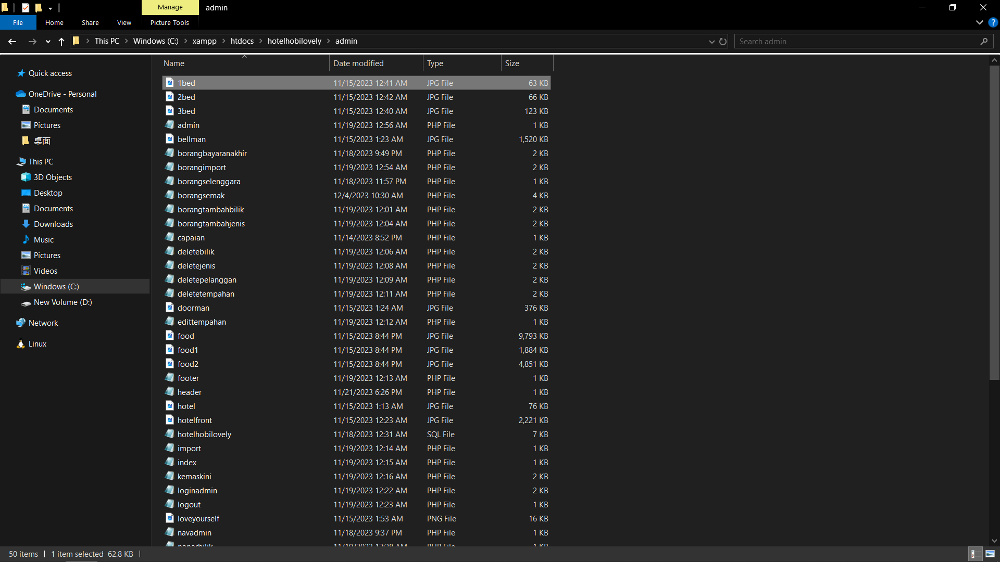 Manage
admin
File
Home
Share
View
Picture Tools
This PC
Windows (C:)
xampp
htdocs
hotelhobilovely
admin
Search admin
Name
Date modified
Type
Size
Quick access
OneDrive - Personal
Documents
Pictures
桌面
This PC
3D Objects
Desktop
Documents
Downloads
Music
Pictures
Videos
Windows (C:)
New Volume (D:)
Network
Linux
1bed 11/15/2023 12:41 AM JPG File 63 KB
2bed 11/15/2023 12:42 AM JPG File 66 KB
3bed 11/15/2023 12:40 AM JPG File 123 KB
admin 11/19/2023 12:56 AM PHP File 1 KB
bellman 11/15/2023 1:23 AM JPG File 1,520 KB
borangbayaranakhir 11/18/2023 9:49 PM PHP File 2 KB
borangimport 11/19/2023 12:54 AM PHP File 2 KB
borangselenggara 11/18/2023 11:57 PM PHP File 1 KB
borangsemak 12/4/2023 10:30 AM PHP File 4 KB
borangtambahbilik 11/19/2023 12:01 AM PHP File 2 KB
borangtambahjenis 11/19/2023 12:04 AM PHP File 2 KB
capaian 11/14/2023 8:52 PM PHP File 1 KB
deletebilik 11/19/2023 12:06 AM PHP File 2 KB
deletejenis 11/19/2023 12:08 AM PHP File 2 KB
deletepelanggan 11/19/2023 12:09 AM PHP File 2 KB
deletetempahan 11/19/2023 12:11 AM PHP File 2 KB
doorman 11/15/2023 1:24 AM JPG File 376 KB
edittempahan 11/19/2023 12:12 AM PHP File 1 KB
food 11/15/2023 8:44 PM JPG File 9,793 KB
food1 11/15/2023 8:44 PM JPG File 1,884 KB
food2 11/15/2023 8:44 PM JPG File 4,851 KB
footer 11/19/2023 12:13 AM PHP File 1 KB
header 11/21/2023 6:26 PM PHP File 1 KB
hotel 11/15/2023 1:13 AM JPG File 76 KB
hotelfront 11/15/2023 12:23 AM JPG File 2,221 KB
hotelhobilovely 11/18/2023 12:31 AM SQL File 7 KB
import 11/19/2023 12:14 AM PHP File 1 KB
index 11/19/2023 12:15 AM PHP File 1 KB
kemaskini 11/19/2023 12:16 AM PHP File 2 KB
loginadmin 11/19/2023 12:22 AM PHP File 2 KB
logout 11/19/2023 12:23 AM PHP File 1 KB
loveyourself 11/15/2023 1:53 AM PNG File 16 KB
navadmin 11/18/2023 9:37 PM PHP File 1 KB
50 items
1 item selected 62.8 KB